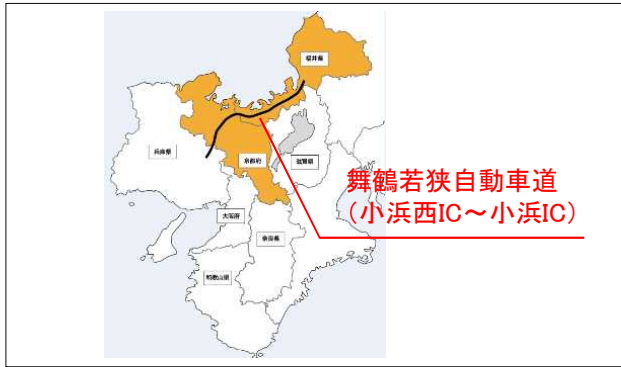 福井県
兵庫県
京都府
滋賀県
舞鶴若狭自動車道
(小浜西IC~小浜IC)
大阪府
奈良県
和歌山県